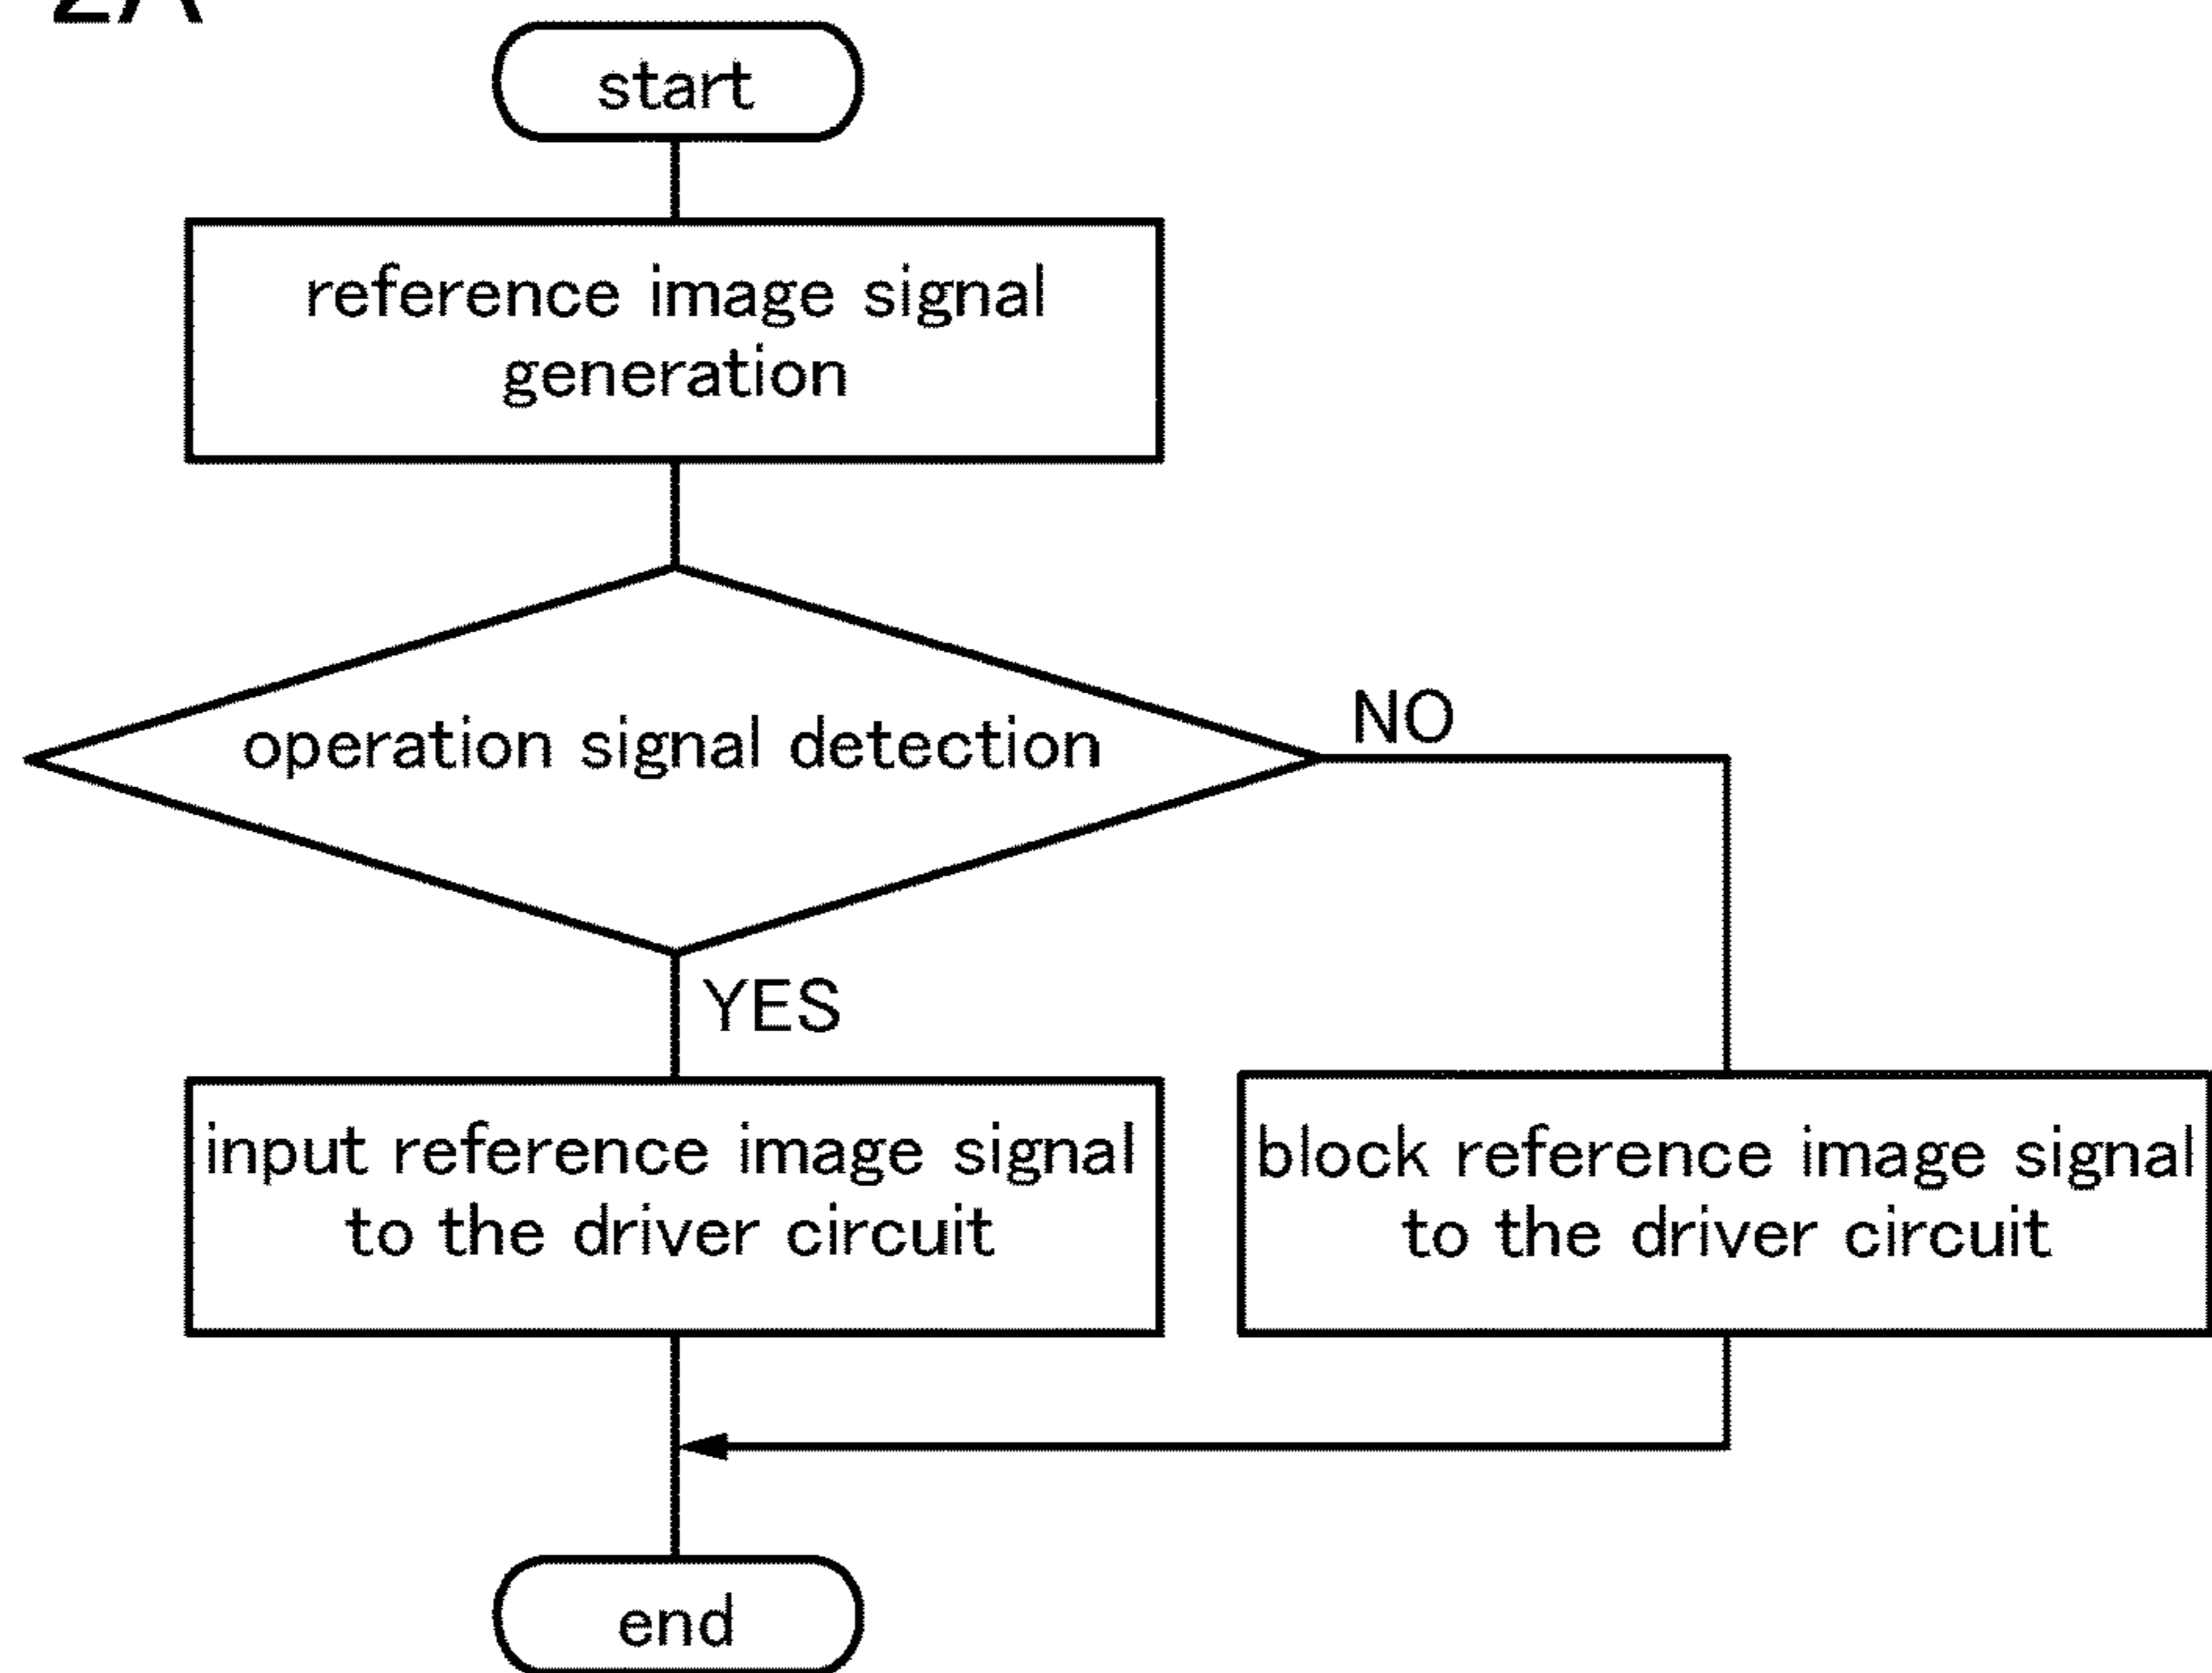 2A
start
reference image signal
generation
operation signal detection
NO
YES
input reference image signal
to the driver circuit
block reference image signal
to the driver circuit
end